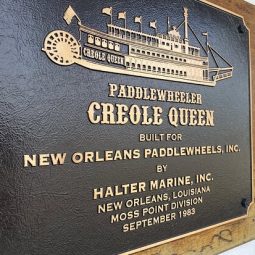 CREOLE QUEEN
PADDLEWHEELER
CREOLE QUEEN
BUILT FOR
NEW ORLEANS PADDLEWHEELS, INC.
BY
HALTER MARINE, INC.
NEW ORLEANS, LOUISIANA
MOSS POINT DIVISION
SEPTEMBER 1983